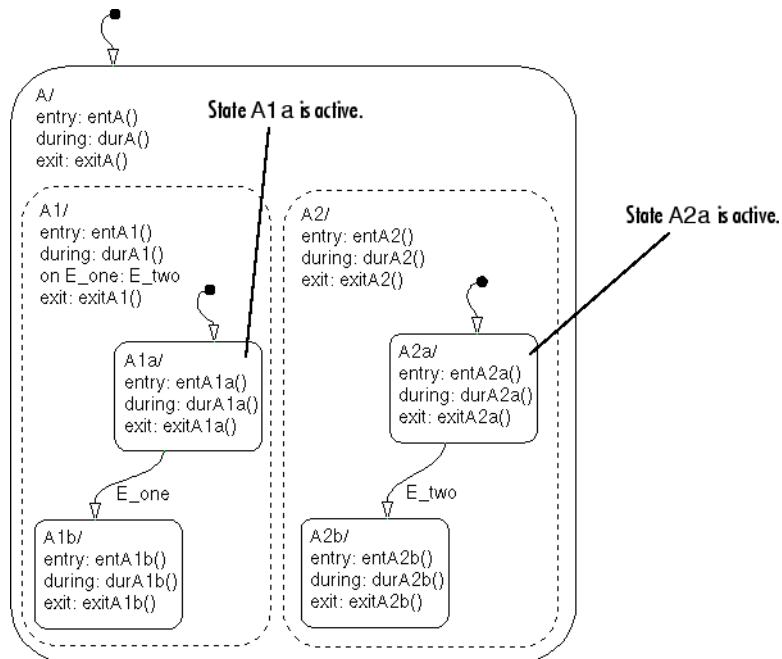 A/
entry: entA()
during: durA()
exit: exitA()
State A1a is active.
A1/
entry: entA1()
during: durA1()
on E_one: E_two
exit: exitA1()
A2/
entry: entA2()
during: durA2()
exit: exitA2()
State A2a is active.
A1a/
entry: entA1a()
during: durA1a()
exit: exitA1a()
A2a/
entry: entA2a()
during: durA2a()
exit: exitA2a()
E_one
E_two
A1b/
entry: entA1b()
during: durA1b()
exit: exitA1b()
A2b/
entry: entA2b()
during: durA2b()
exit: exitA2b()